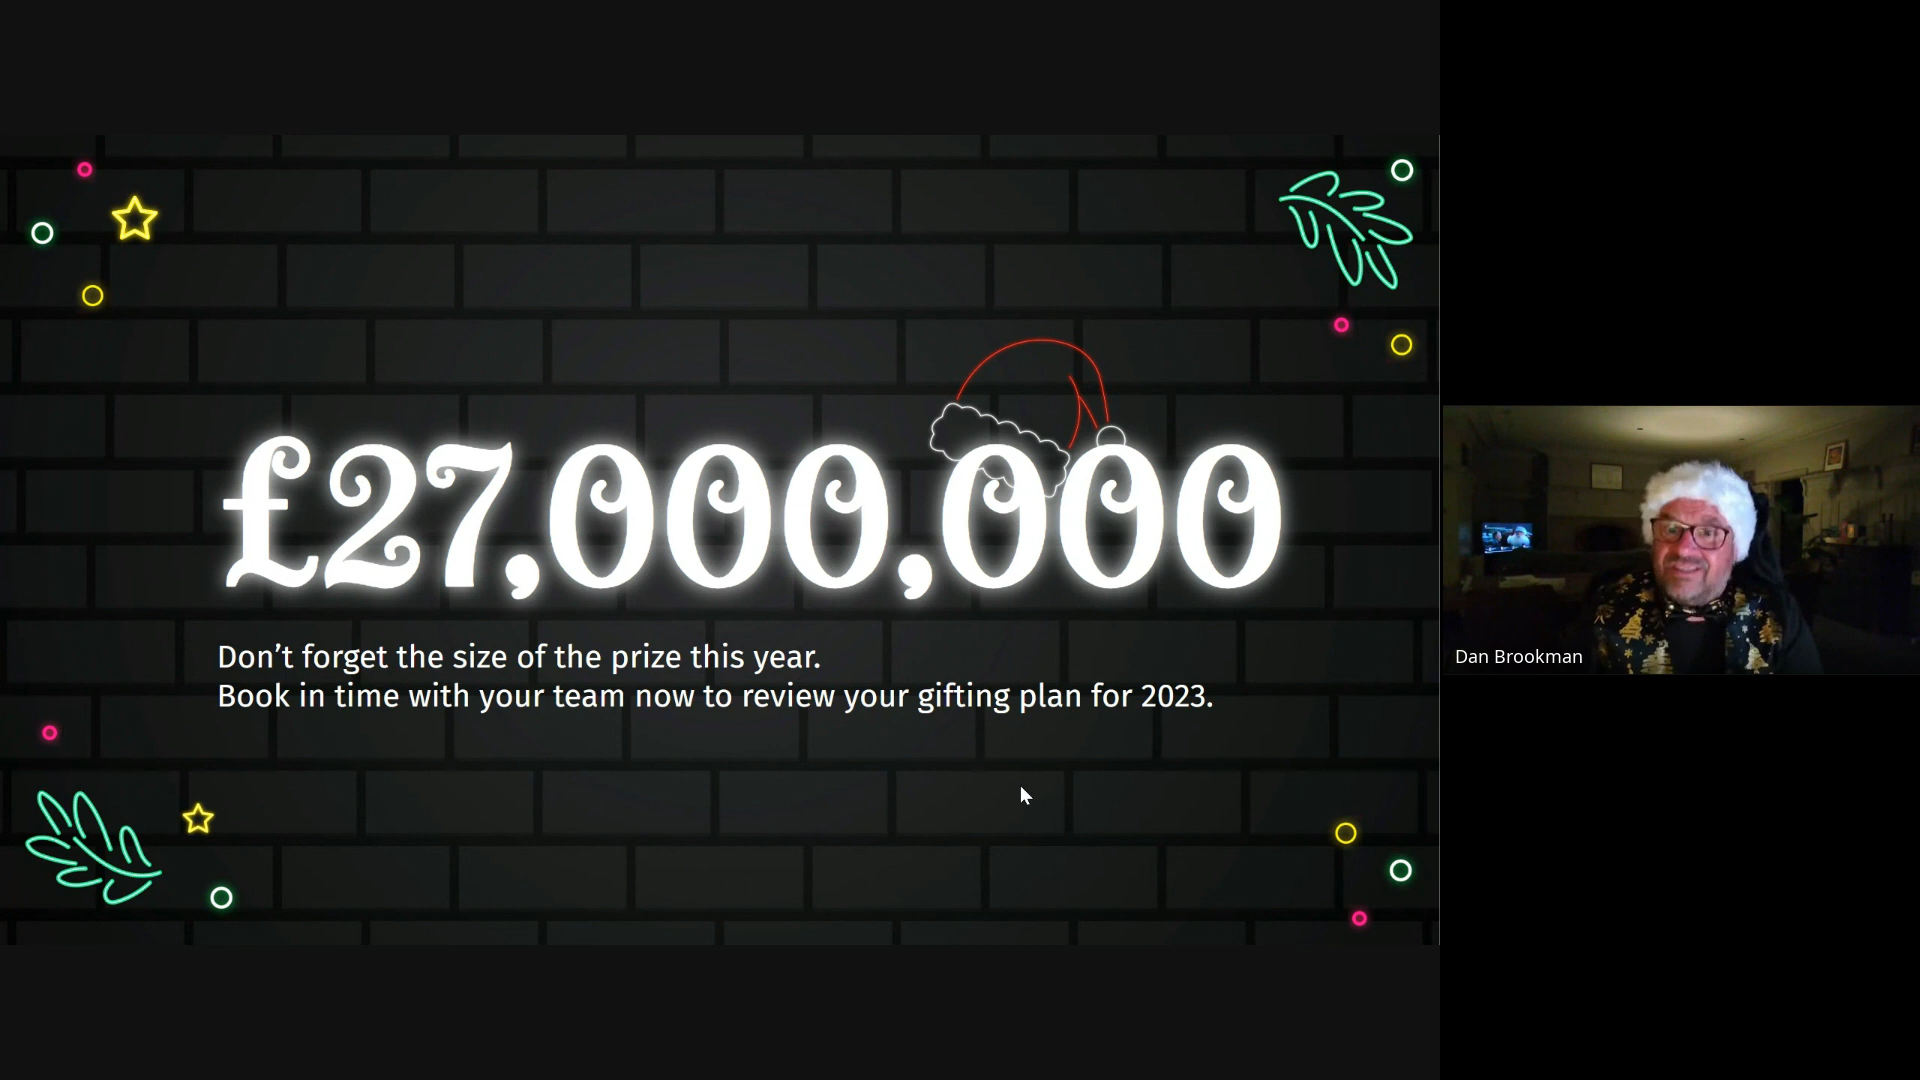 £27,000,000
Don’t forget the size of the prize this year.
Book in time with your team now to review your gifting plan for 2023.
Dan Brookman